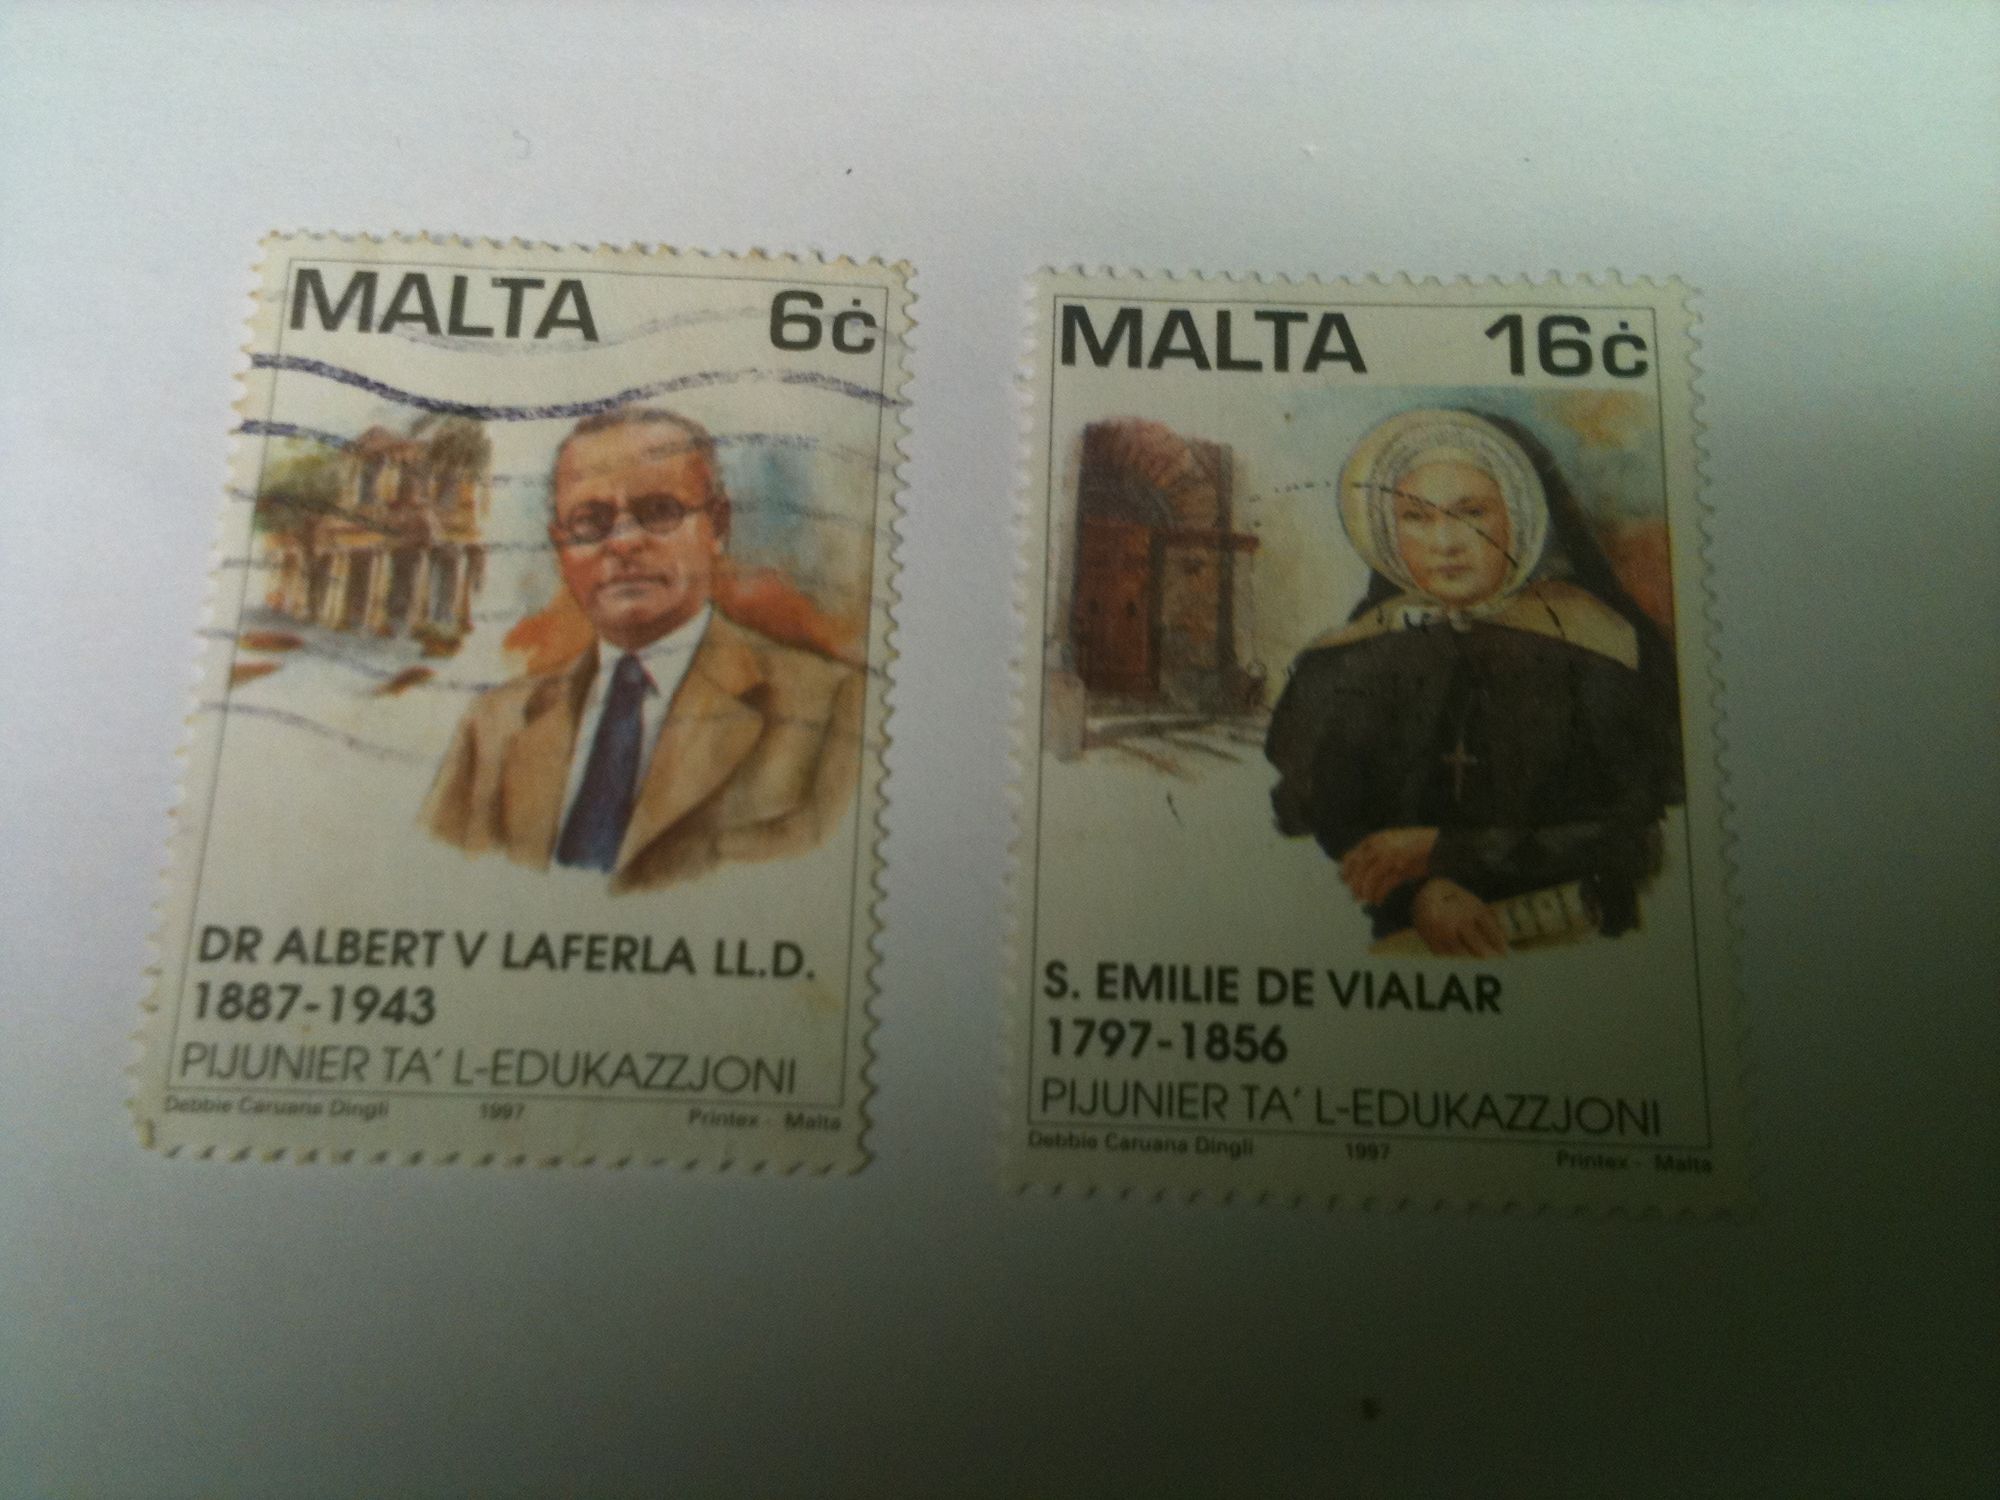 MALTA 6ċ
DR ALBERT V LAFERLA LL.D.
1887-1943
PIJUNIER TA' L-EDUKAZZJONI
Debbie Caruana Dingli 1997 Printex - Malta
MALTA 16ċ
S. EMILIE DE VIALAR
1797-1856
PIJUNIER TA' L-EDUKAZZJONI
Debbie Caruana Dingli 1997 Printex - Malta